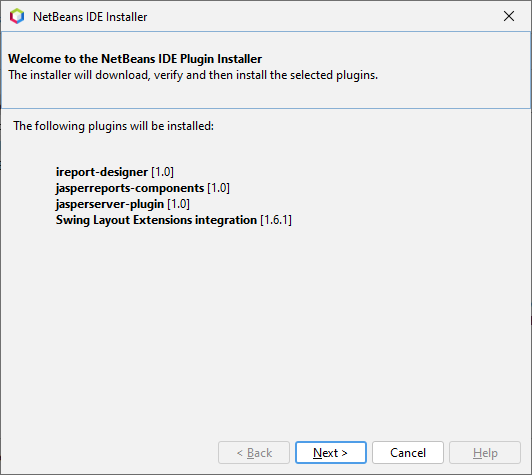 NetBeans IDE Installer
Welcome to the NetBeans IDE Plugin Installer
The installer will download, verify and then install the selected plugins.
The following plugins will be installed:
ireport-designer [1.0]
jasperreports-components [1.0]
jasperserver-plugin [1.0]
Swing Layout Extensions integration [1.6.1]
< Back
Next >
Cancel
Help